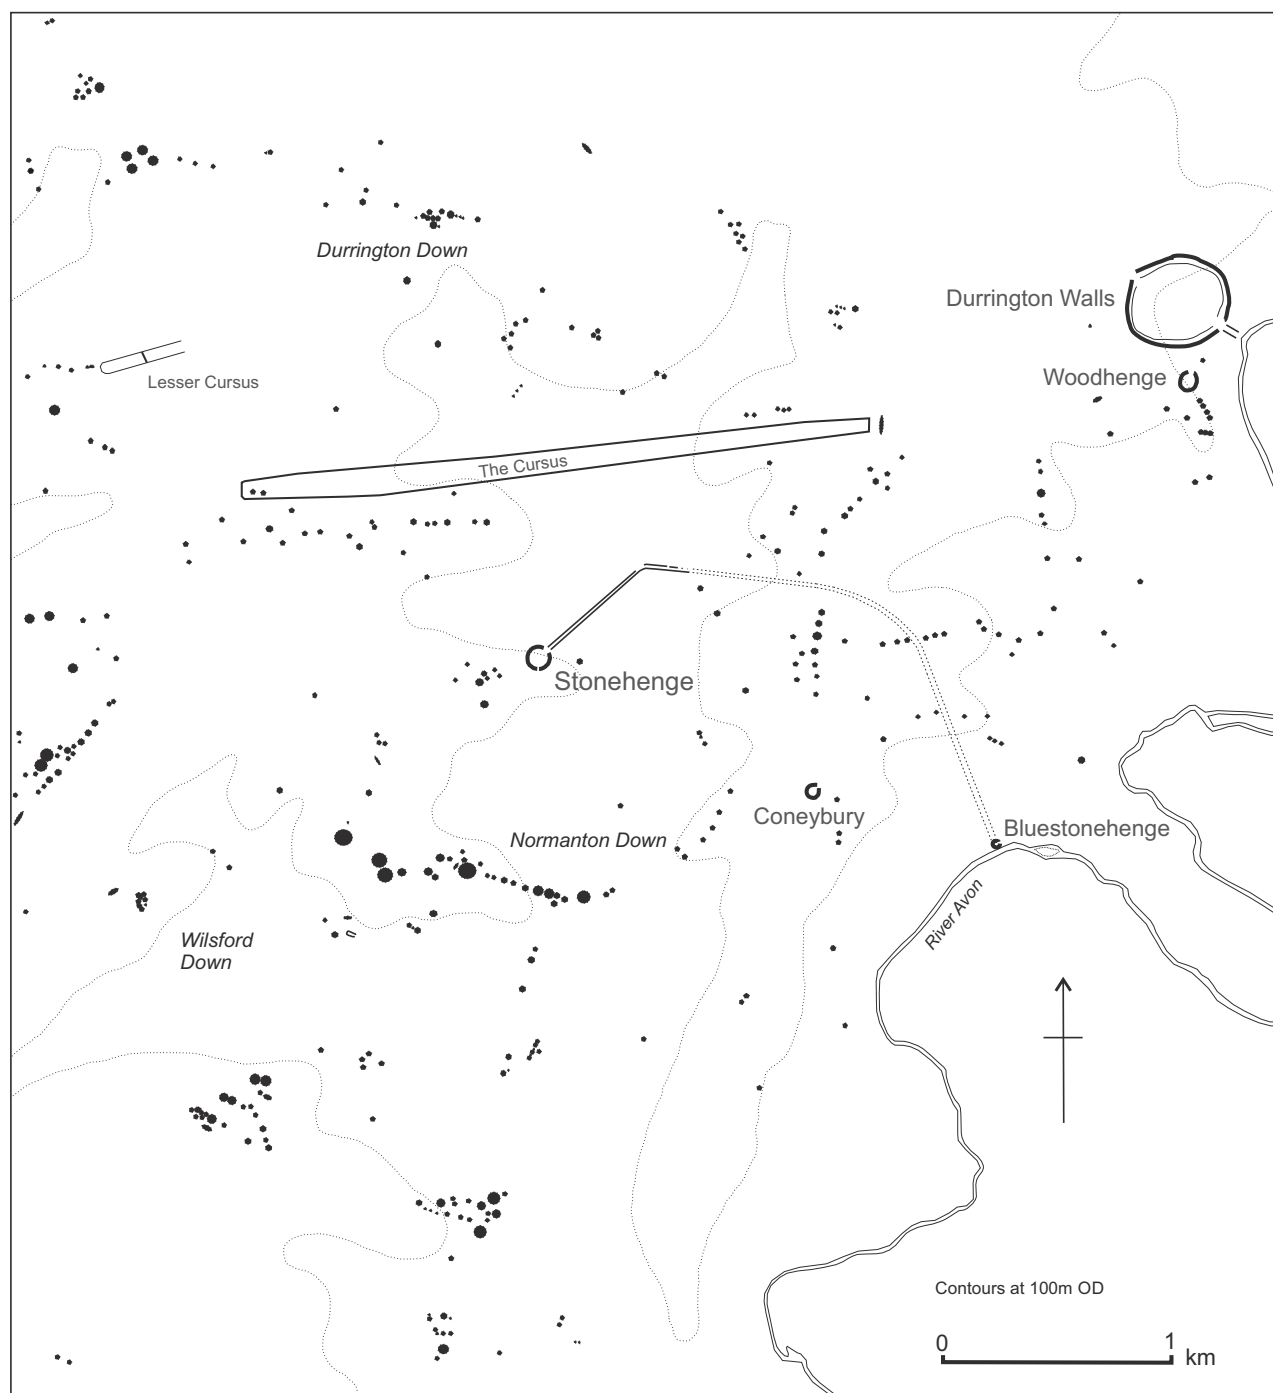 Durrington Down
Durrington Walls
Lesser Cursus
Woodhenge
The Cursus
Stonehenge
Coneybury
Normanton Down
Bluestonehenge
River Avon
Wilsford
Down
Contours at 100m OD
0 1
km